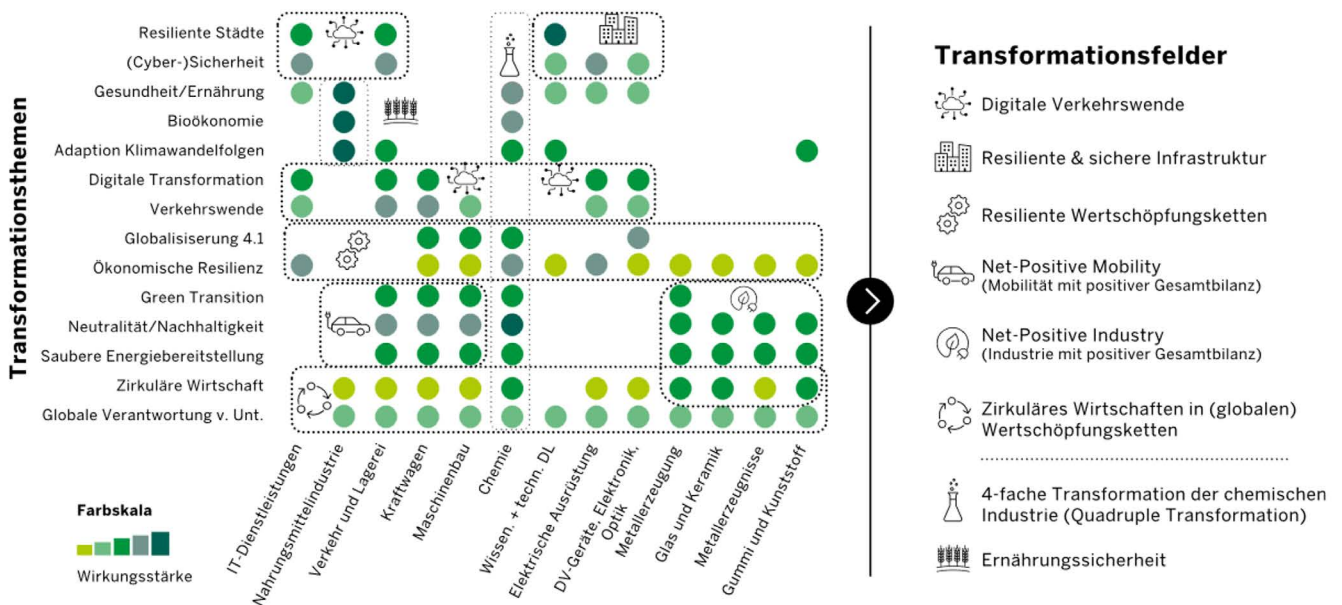 Transformationsthemen
Resiliente Städte
(Cyber-)Sicherheit
Gesundheit/Ernährung
Bioökonomie
Adaption Klimawandelfolgen
Digitale Transformation
Verkehrswende
Globalisiserung 4.1
Ökonomische Resilienz
Green Transition
Neutralität/Nachhaltigkeit
Saubere Energiebereitstellung
Zirkuläre Wirtschaft
Globale Verantwortung v. Unt.
IT-Dienstleistungen
Nahrungsmittelindustrie
Verkehr und Lagerei
Kraftwagen
Maschinenbau
Chemie
Wissen. + techn. DL
Elektrische Ausrüstung
DV-Geräte, Elektronik,
Optik
Metallerzeugung
Glas und Keramik
Metallerzeugnisse
Gummi und Kunststoff
Farbskala
Wirkungsstärke
Transformationsfelder
Digitale Verkehrswende
Resiliente & sichere Infrastruktur
Resiliente Wertschöpfungsketten
Net-Positive Mobility
(Mobilität mit positiver Gesamtbilanz)
Net-Positive Industry
(Industrie mit positiver Gesamtbilanz)
Zirkuläres Wirtschaften in (globalen)
Wertschöpfungsketten
4-fache Transformation der chemischen
Industrie (Quadruple Transformation)
Ernährungssicherheit